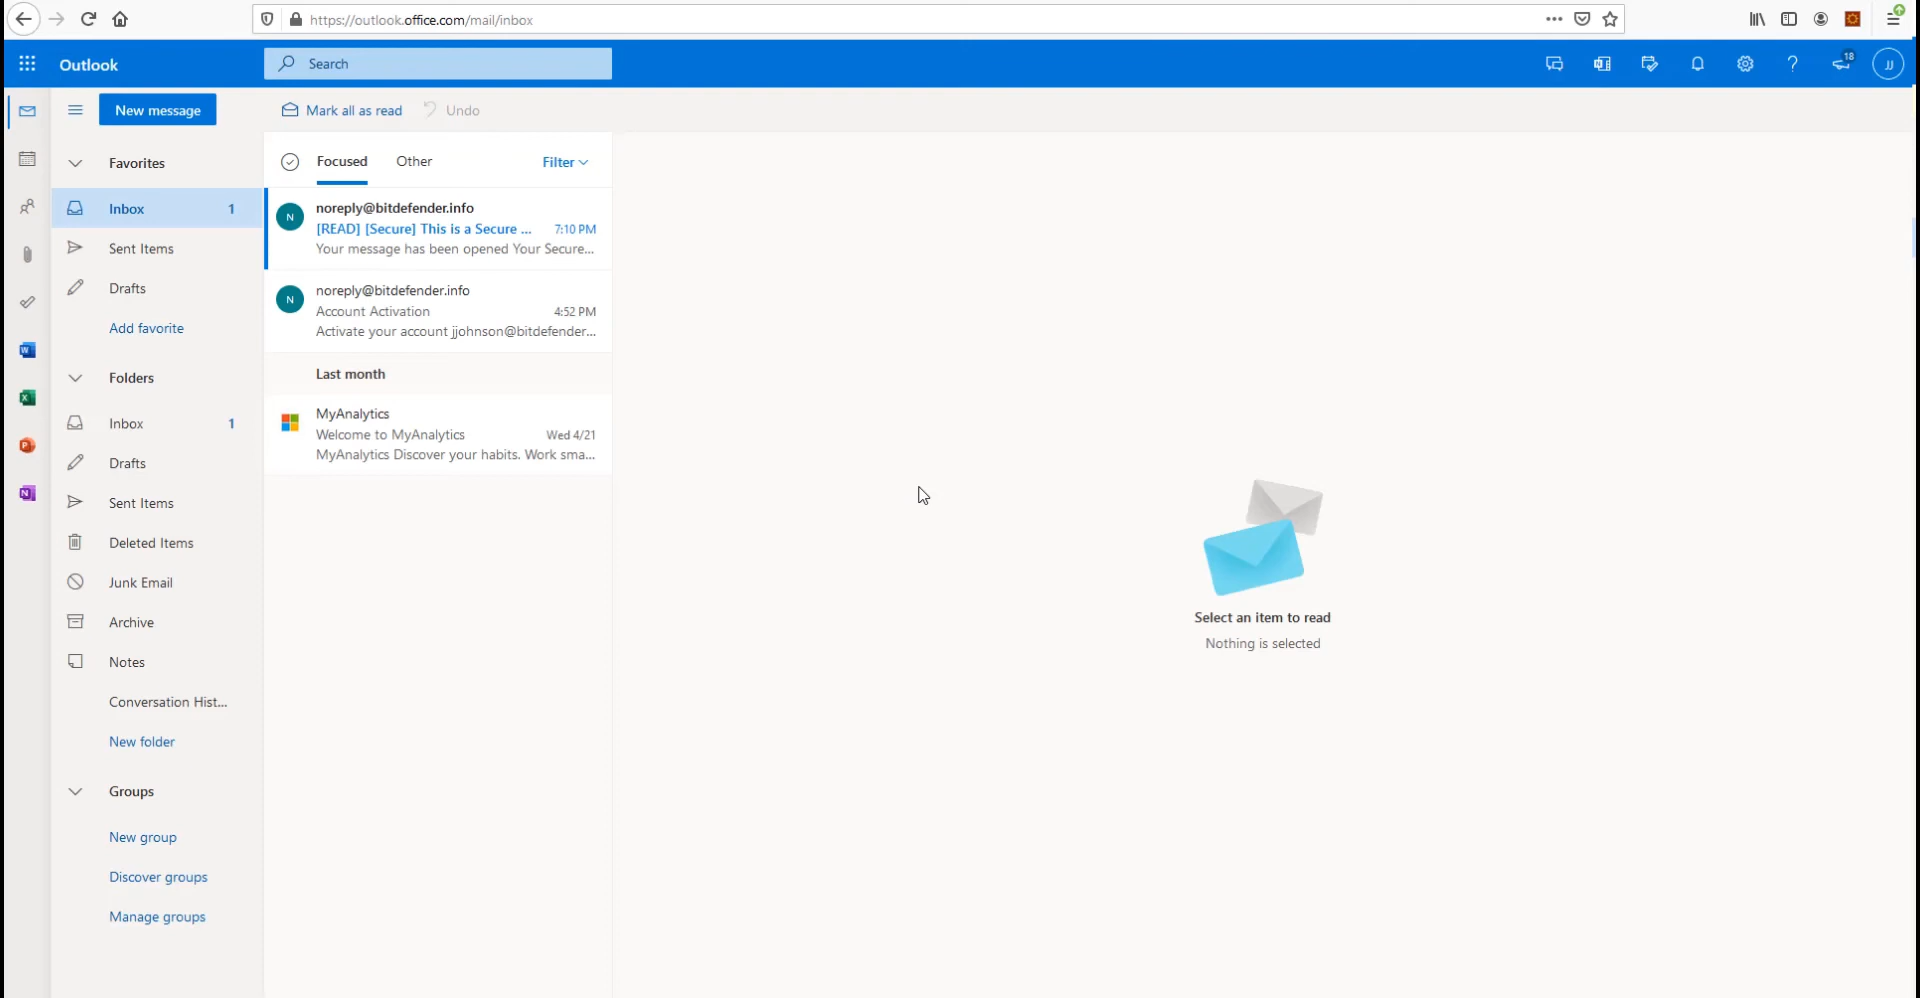 https://outlook.office.com/mail/inbox
Outlook
Search
18
JJ
New message
Mark all as read
Undo
Favorites
Inbox 1
Sent Items
Drafts
Add favorite
Folders
Inbox 1
Drafts
Sent Items
Deleted Items
Junk Email
Archive
Notes
Conversation Hist...
New folder
Groups
New group
Discover groups
Manage groups
Focused Other Filter
N
noreply@bitdefender.info
[READ] [Secure] This is a Secure ... 7:10 PM
Your message has been opened Your Secure...
N
noreply@bitdefender.info
Account Activation 4:52 PM
Activate your account jjohnson@bitdefender...
Last month
MyAnalytics
Welcome to MyAnalytics Wed 4/21
MyAnalytics Discover your habits. Work sma...
Select an item to read
Nothing is selected